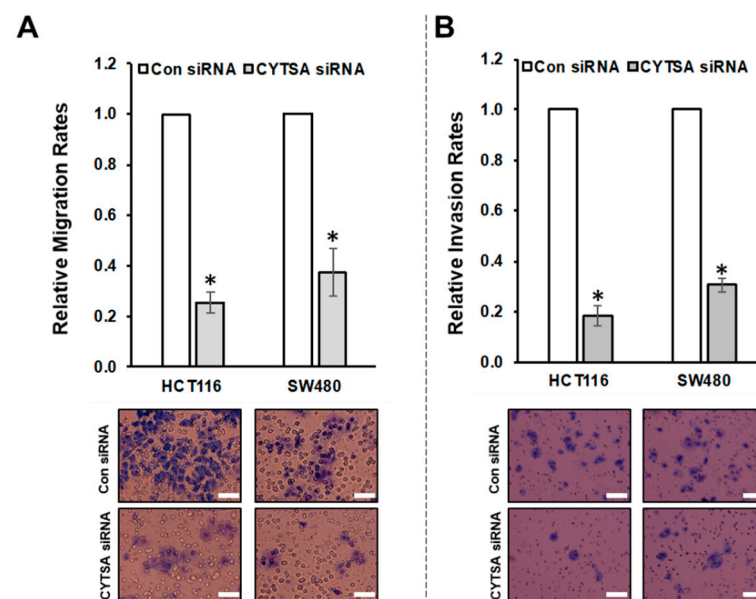 A
Relative Migration Rates
1.2
1.0
0.8
0.6
0.4
0.2
0.0
Con siRNA CYTSA siRNA
*
*
HCT116 SW480
Con siRNA
CYTSA siRNA
B
Relative Invasion Rates
1.2
1.0
0.8
0.6
0.4
0.2
0.0
Con siRNA CYTSA siRNA
*
*
HCT116 SW480
Con siRNA
CYTSA siRNA